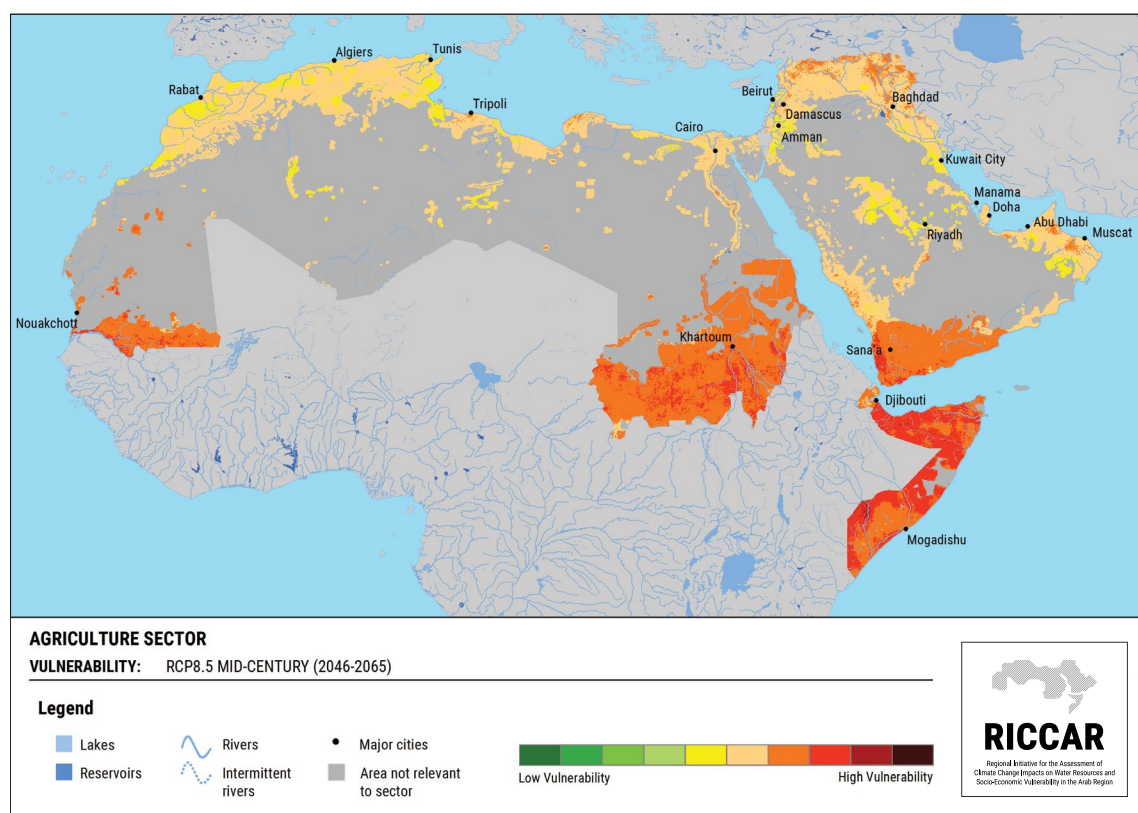 Algiers
Tunis
Rabat
Tripoli
Beirut
Baghdad
Damascus
Cairo
Amman
Kuwait City
Manama
Doha
Abu Dhabi
Riyadh
Muscat
Nouakchott
Khartoum
Sana'a
Djibouti
Mogadishu
AGRICULTURE SECTOR
VULNERABILITY: RCP8.5 MID-CENTURY (2046-2065)
Legend
Lakes
Rivers
Major cities
Reservoirs
Intermittent
rivers
Area not relevant
to sector
Low Vulnerability
High Vulnerability
RICCAR
Regional Initiative for the Assessment of
Climate Change Impacts on Water Resources and
Socio-Economic Vulnerability in the Arab Region